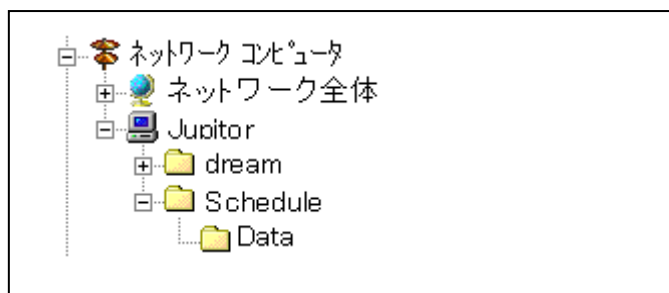 ネットワーク コンピュータ
ネットワーク全体
Jupitor
dream
Schedule
Data